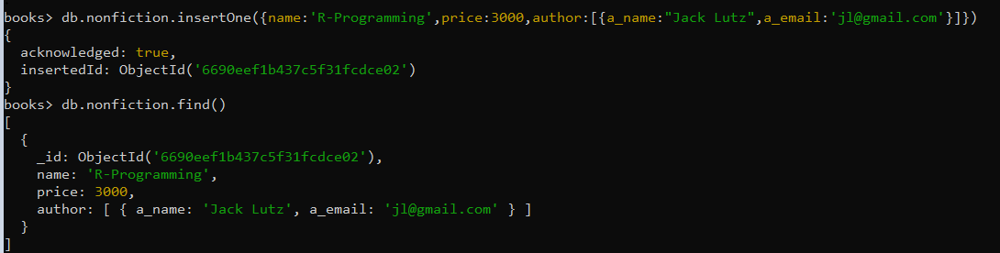 books> db.nonfiction.insertOne({name:'R-Programming',price:3000,author:[{a_name:"Jack Lutz",a_email:'jl@gmail.com'}]})
{
  acknowledged: true,
  insertedId: ObjectId('6690eef1b437c5f31fcdce02')
}
books> db.nonfiction.find()
[
  {
    _id: ObjectId('6690eef1b437c5f31fcdce02'),
    name: 'R-Programming',
    price: 3000,
    author: [ { a_name: 'Jack Lutz', a_email: 'jl@gmail.com' } ]
  }
]